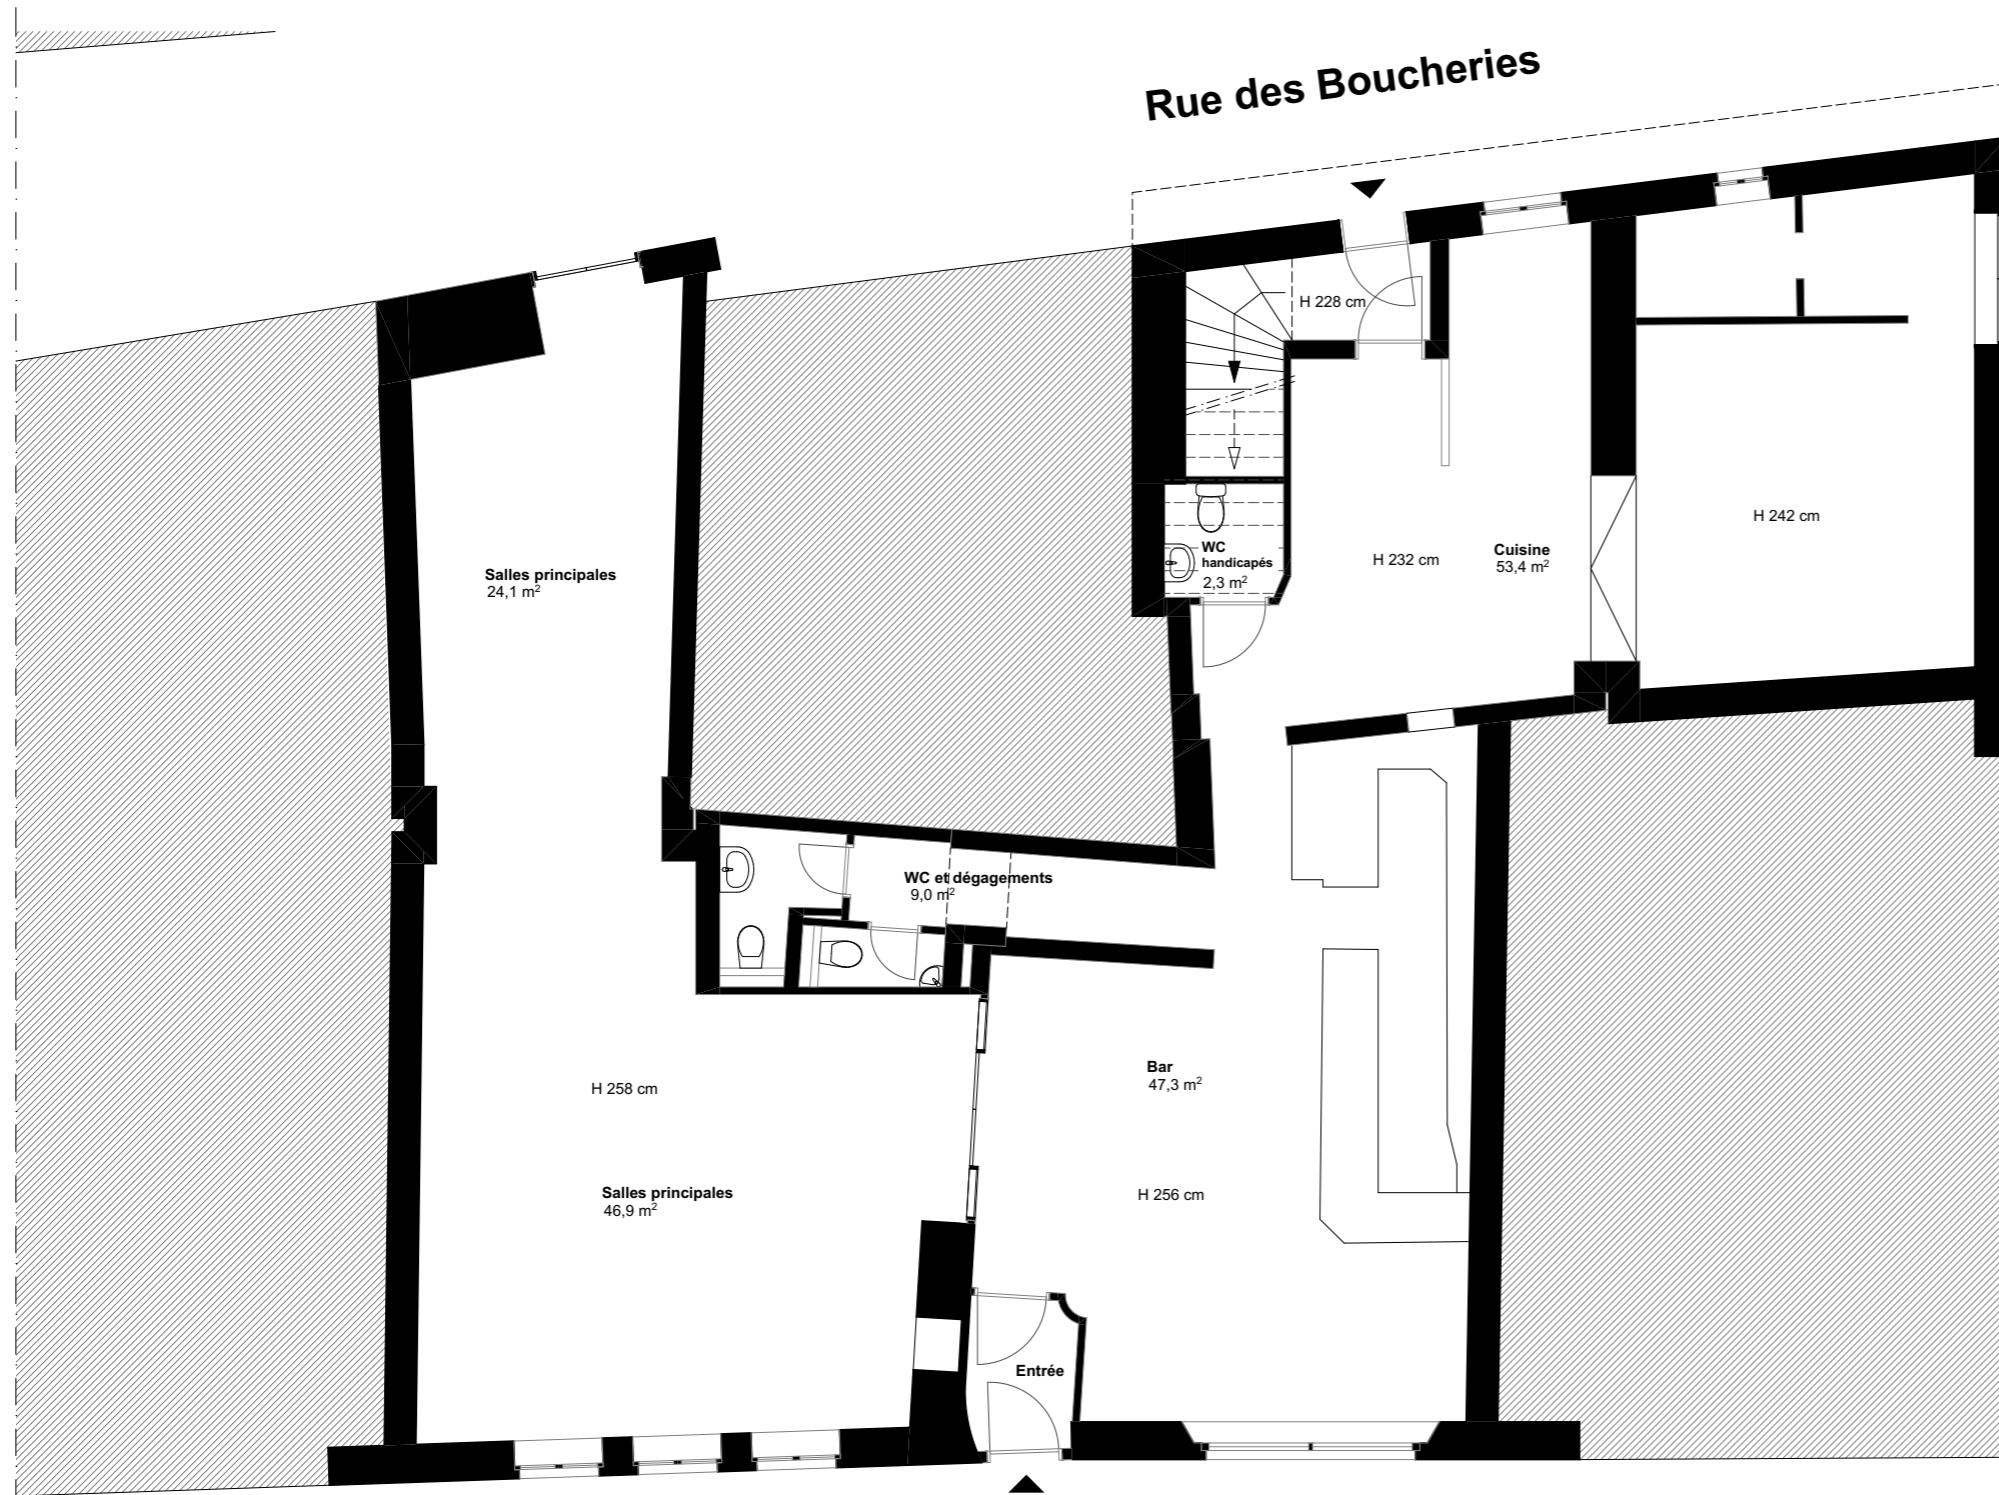 Rue des Boucheries
H 228 cm
H 242 cm
WC
handicapés
2,3 m²
H 232 cm
Cuisine
53,4 m²
Salles principales
24,1 m²
WC et dégagements
9,0 m²
Bar
47,3 m²
H 258 cm
Salles principales
46,9 m²
H 256 cm
Entrée